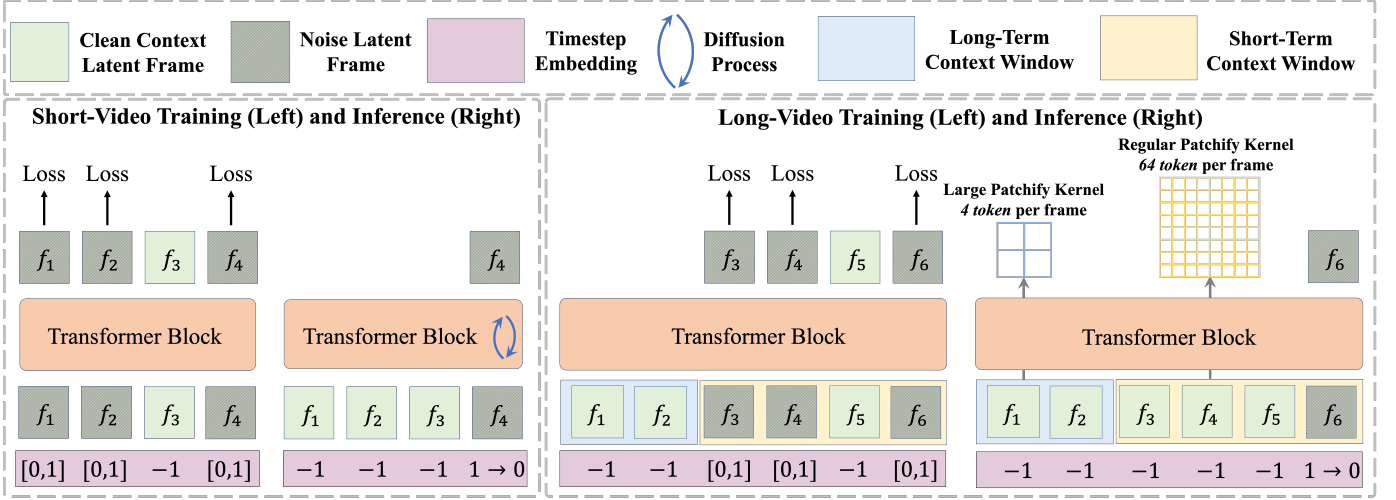 Clean Context
Latent Frame
Noise Latent
Frame
Timestep
Embedding
Diffusion
Process
Long-Term
Context Window
Short-Term
Context Window
Short-Video Training (Left) and Inference (Right)
Loss Loss Loss
f₁ f₂ f₃ f₄ f₄
Transformer Block Transformer Block
f₁ f₂ f₃ f₄ f₁ f₂ f₃ f₄
[0,1] [0,1] −1 [0,1] −1 −1 −1 1 → 0
Long-Video Training (Left) and Inference (Right)
Regular Patchify Kernel
64 token per frame
Loss Loss Loss
Large Patchify Kernel
4 token per frame
f₃ f₄ f₅ f₆ f₆
Transformer Block Transformer Block
f₁ f₂ f₃ f₄ f₅ f₆ f₁ f₂ f₃ f₄ f₅ f₆
−1 −1 [0,1] [0,1] −1 [0,1] −1 −1 −1 −1 −1 1 → 0